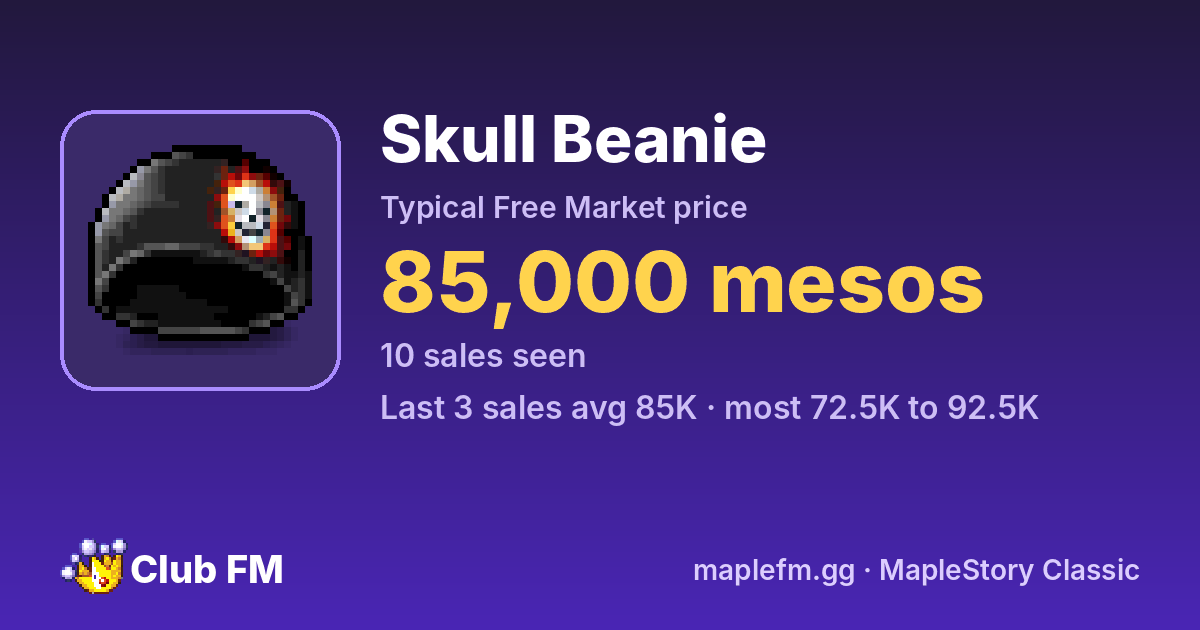 Skull Beanie
Typical Free Market price
85,000 mesos
10 sales seen
Last 3 sales avg 85K · most 72.5K to 92.5K
Club FM
maplefm.gg · MapleStory Classic